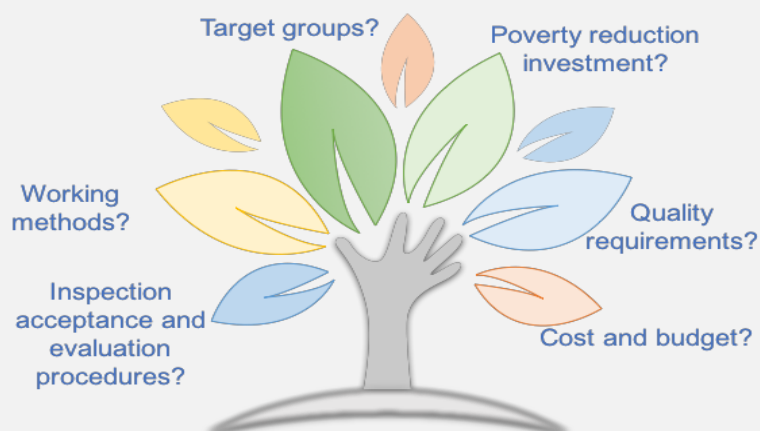 Target groups?
Poverty reduction
investment?
Working
methods?
Quality
requirements?
Inspection
acceptance and
evaluation
procedures?
Cost and budget?